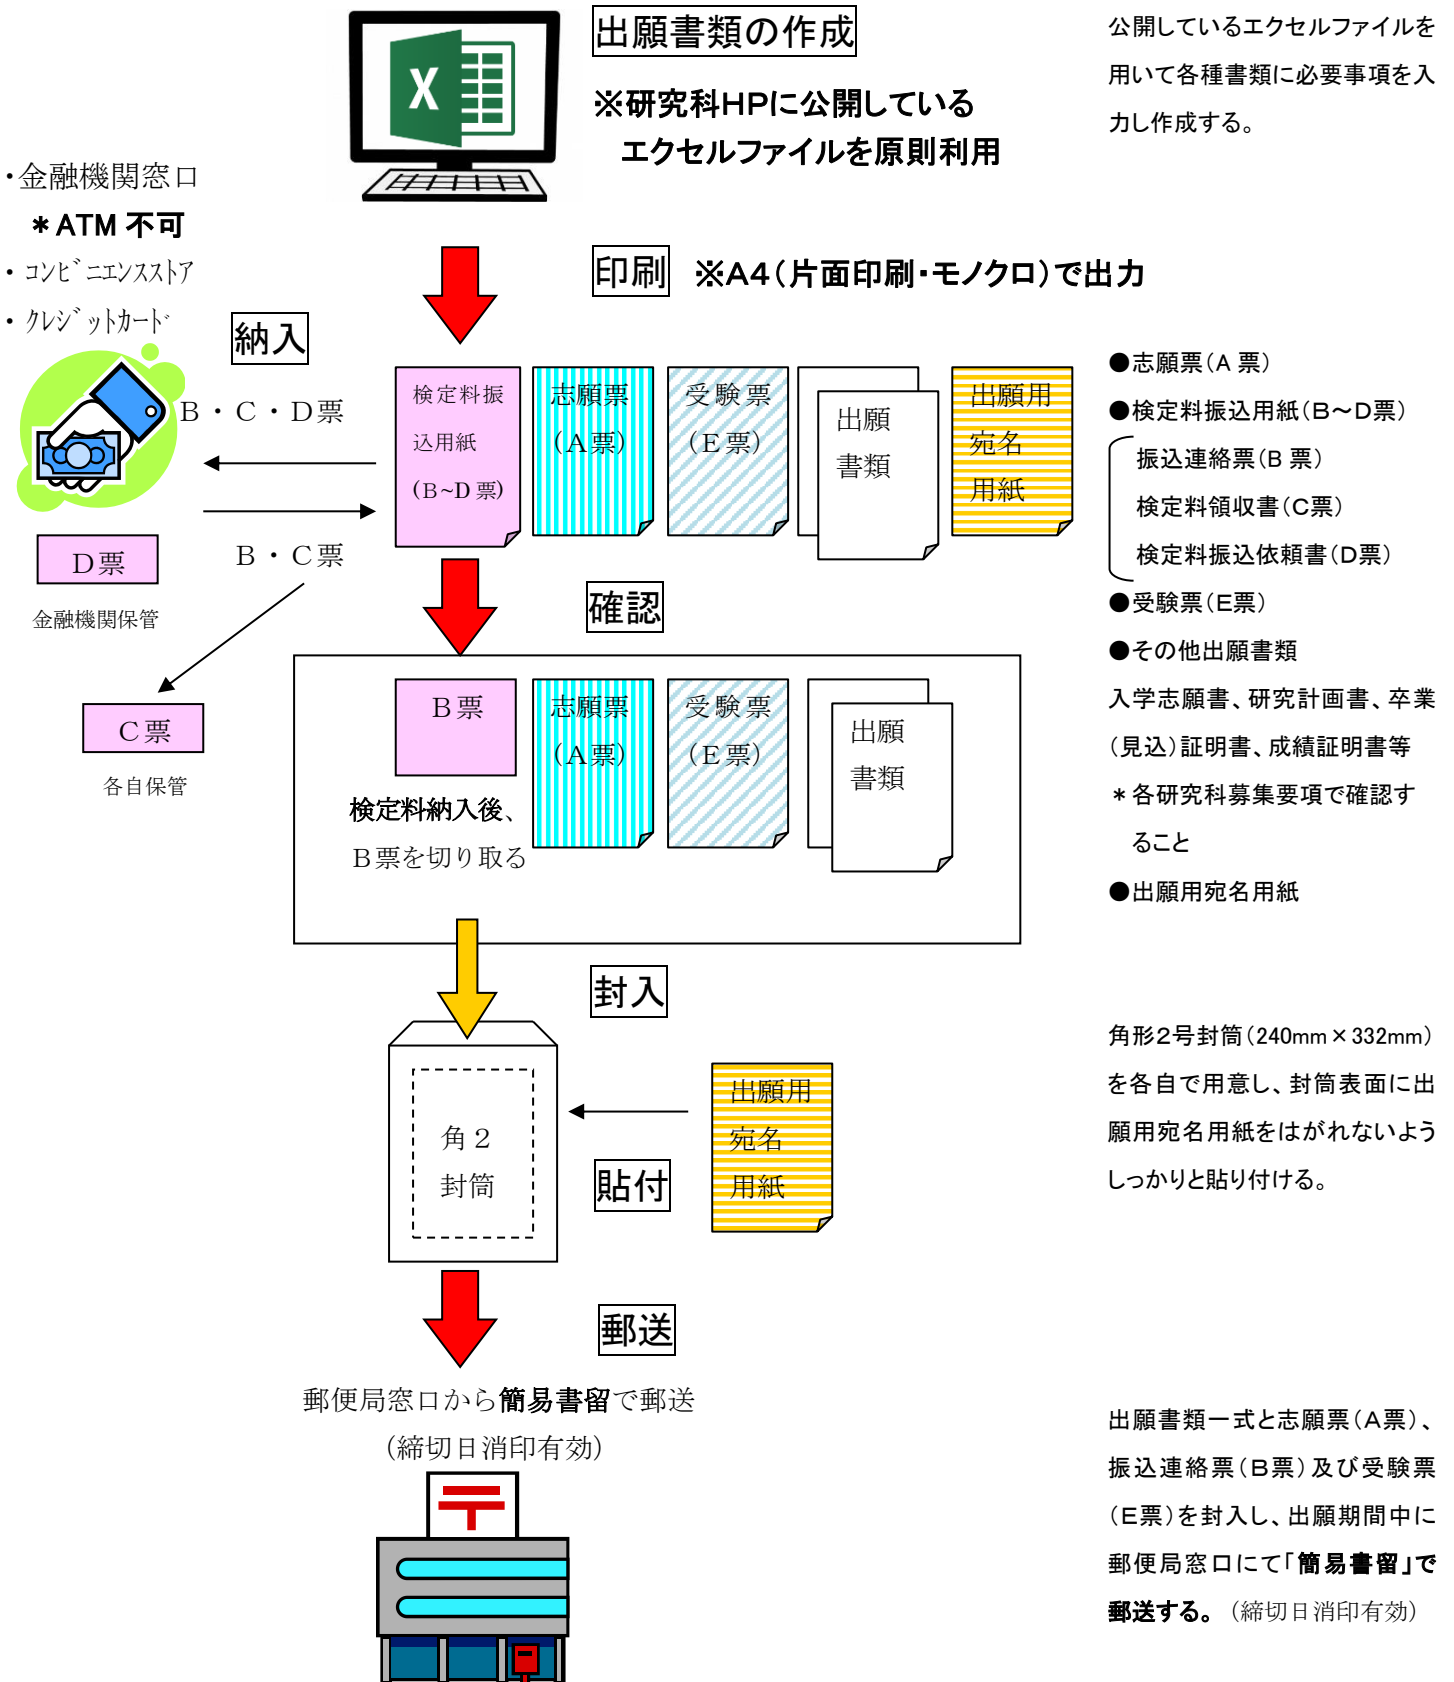 出願書類の作成
※研究科HPに公開している
エクセルファイルを原則利用
公開しているエクセルファイルを
用いて各種書類に必要事項を入
力し作成する。
・金融機関窓口
＊ATM 不可
・ｺﾝﾋﾞﾆｴﾝｽｽﾄｱ
・ｸﾚｼﾞｯﾄｶｰﾄﾞ
印刷
※A4（片面印刷・モノクロ）で出力
納入
B・C・D票
B・C票
D票
金融機関保管
C票
各自保管
検定料振
込用紙
(B~D 票)
志願票
(A票)
受験票
(E票)
出願
書類
出願用
宛名
用紙
●志願票（A 票）
●検定料振込用紙（B～D票）
振込連絡票（B 票）
検定料領収書（C票）
検定料振込依頼書（D票）
●受験票（E票）
●その他出願書類
入学志願書、研究計画書、卒業
（見込）証明書、成績証明書等
＊各研究科募集要項で確認す
ること
●出願用宛名用紙
確認
B票
検定料納入後、
B票を切り取る
志願票
(A票)
受験票
(E票)
出願
書類
封入
角２
封筒
貼付
出願用
宛名
用紙
角形２号封筒（240mm×332mm）
を各自で用意し、封筒表面に出
願用宛名用紙をはがれないよう
しっかりと貼り付ける。
郵送
郵便局窓口から簡易書留で郵送
（締切日消印有効）
〒
出願書類一式と志願票（A票）、
振込連絡票（B票）及び受験票
（E票）を封入し、出願期間中に
郵便局窓口にて「簡易書留」で
郵送する。（締切日消印有効）
X